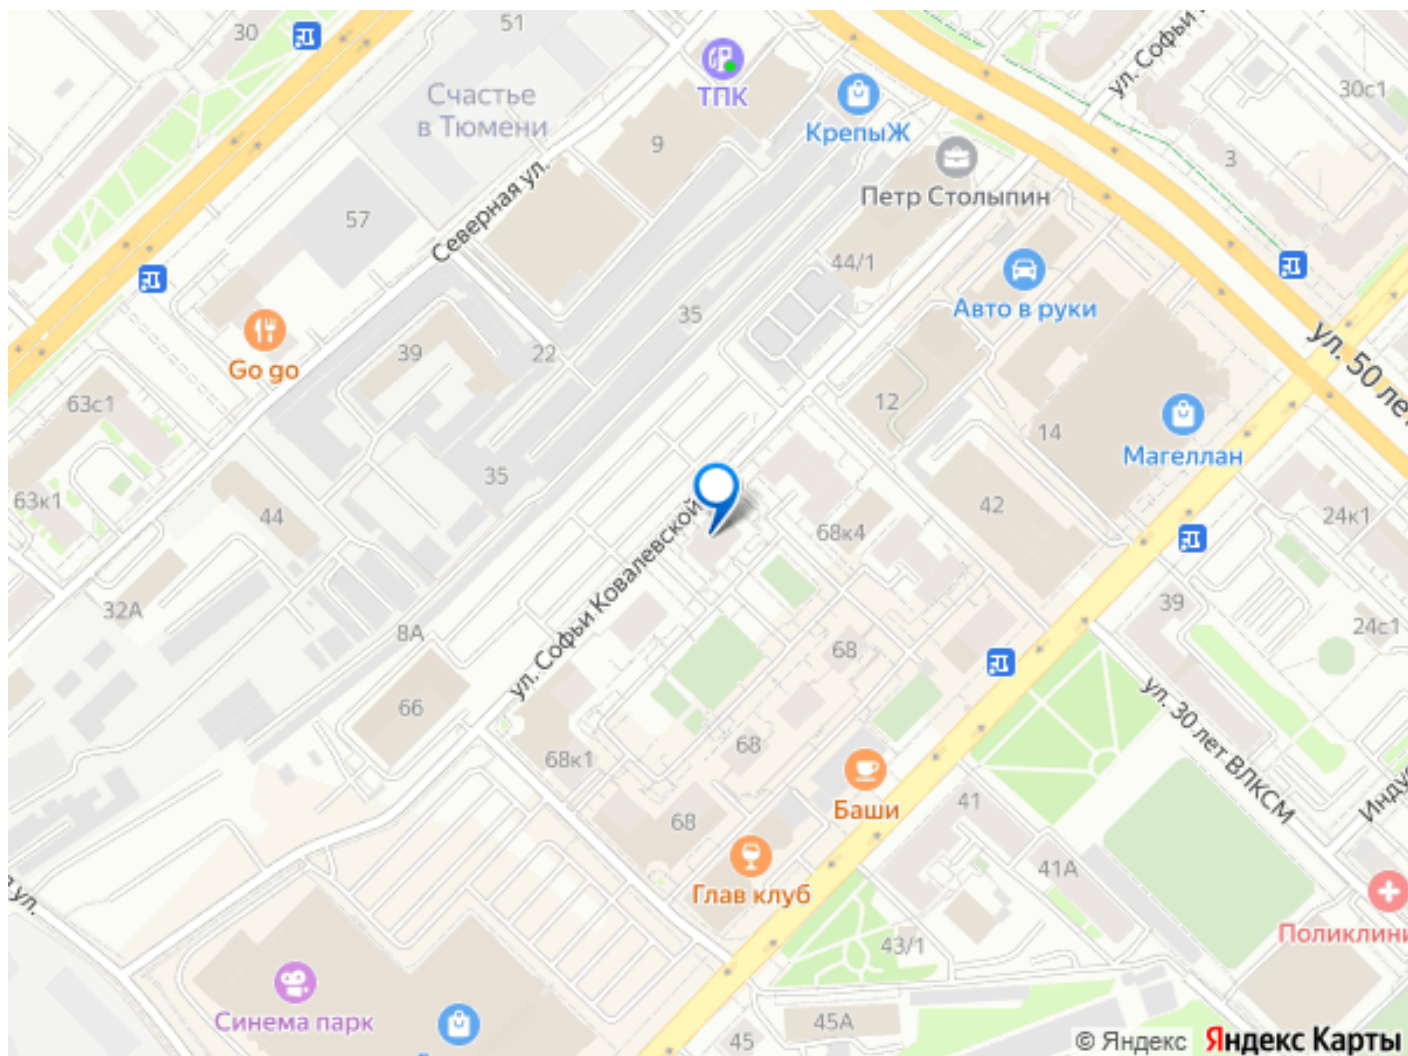 30
51
ул. Софьи
Счастье
в Тюмени
ТПК
КрепыЖ
30с1
3
9
Петр Столыпин
Северная ул.
57
44/1
Авто в руки
35
ул. 50 лет
Go go
39
22
63с1
12
14
Магеллан
35
63к1
44
42
68к4
24к1
ул. Софьи Ковалевской
32А
8А
39
24с1
68
66
ул. 30 лет ВЛКСМ
68к1
68
Баши
41
68
41А
Глав клуб
43/1
ул.
Поликлини
Синема парк
45А
45
© Яндекс Яндекс Карты